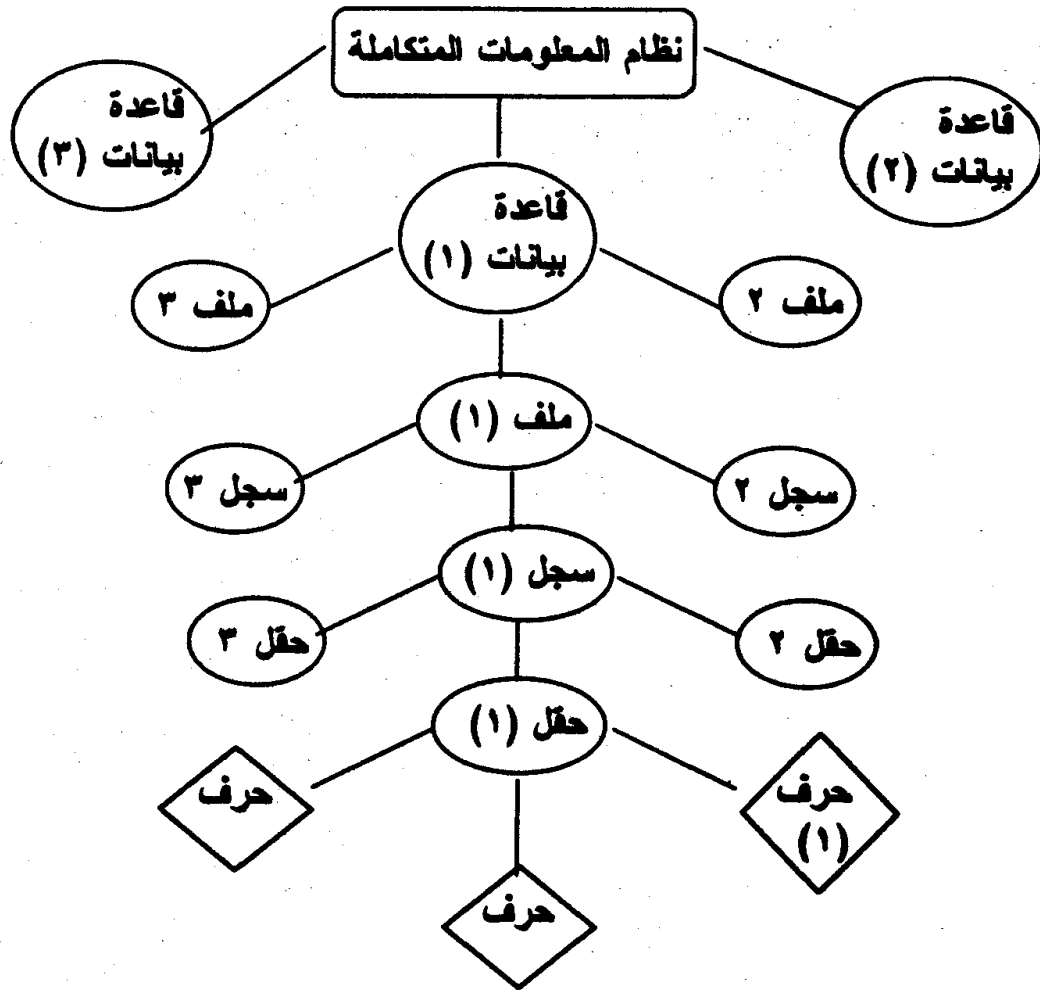 نظام المعلومات المتكاملة
قاعدة
بيانات (٢)
قاعدة
بيانات (١)
قاعدة
بيانات (٣)
ملف ٢
ملف (١)
ملف ٣
سجل ٢
سجل (١)
سجل ٣
حقل ٢
حقل (١)
حقل ٣
حرف
(١)
حرف
حرف